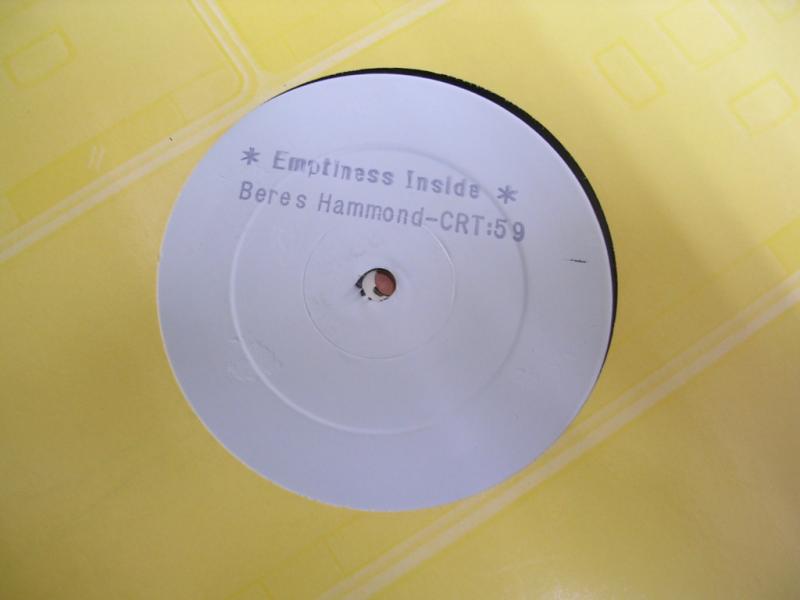 * Emptiness Inside *
Beres Hammond-CRT:59